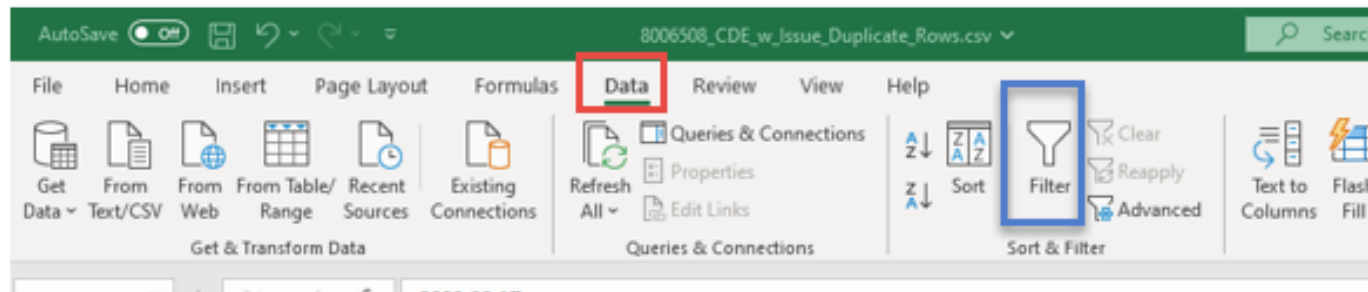 AutoSave Off 8006508_CDE_w_Issue_Duplicate_Rows.csv
File Home Insert Page Layout Formulas Data Review View Help
Get Data
From Text/CSV
From Web
From Table/ Range
Recent Sources
Existing Connections
Get & Transform Data
Refresh All
Queries & Connections
Properties
Edit Links
Queries & Connections
Sort
Filter
Clear
Reapply
Advanced
Sort & Filter
Text to Columns
Fill